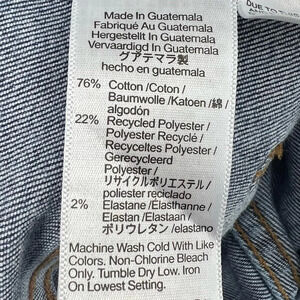 Made In Guatemala
Fabriqué Au Guatemala
Hergestellt In Guatemala
Vervaardigd In Guatemala
グアテマラ製
hecho en guatemala
76% Cotton /Coton /
Baumwolle /Katoen /綿 /
algodón
22% Recycled Polyester /
Polyester Recyclé /
Recyceltes Polyester /
Gerecycleerd
Polyester /
リサイクルポリエステル /
poliester reciclado
2% Elastane /Élasthanne /
Elastan /Elastaan /
ポリウレタン /elastano
Machine Wash Cold With Like
Colors. Non-Chlorine Bleach
Only. Tumble Dry Low. Iron
On Lowest Setting.
DUE TO